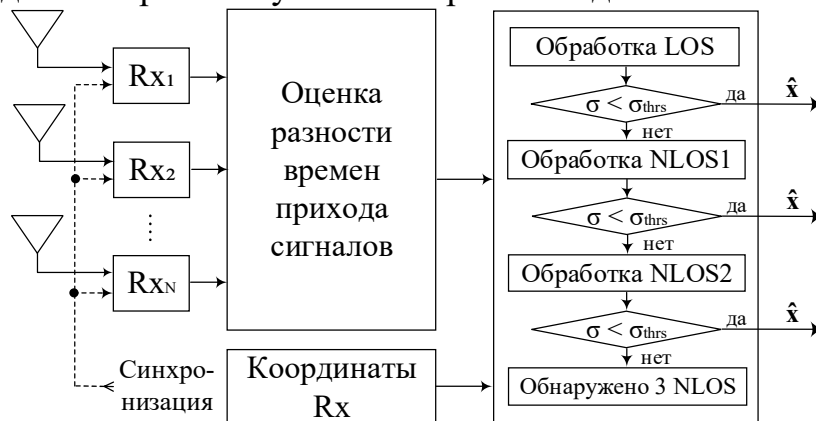 Rx₁
Rx₂
Rx_N
Синхро-
низация
Оценка
разности
времен
прихода
сигналов
Координаты
Rx
Обработка LOS
σ < σthrs
да
x̂
нет
Обработка NLOS1
σ < σthrs
да
x̂
нет
Обработка NLOS2
σ < σthrs
да
x̂
нет
Обнаружено 3 NLOS